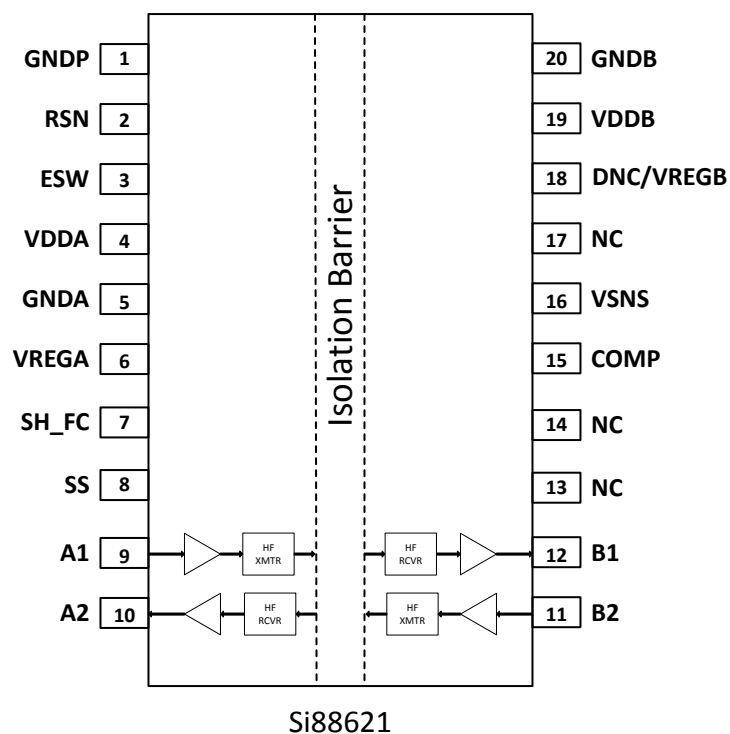 GNDP 1
20 GNDB
RSN 2
19 VDDB
ESW 3
18 DNC/VREGB
VDDA 4
17 NC
GNDA 5
16 VSNS
VREGA 6
15 COMP
SH_FC 7
14 NC
SS 8
13 NC
Isolation Barrier
A1 9
HF
XMTR
HF
RCVR
12 B1
A2 10
HF
RCVR
HF
XMTR
11 B2
Si88621